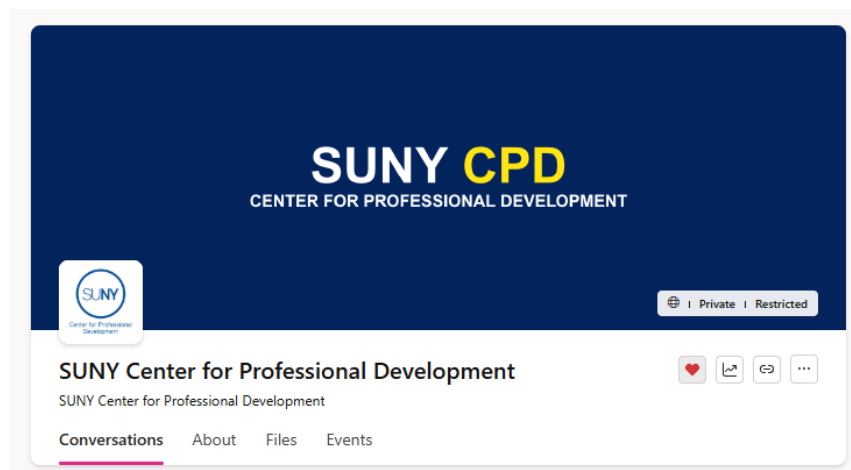 SUNY CPD
CENTER FOR PROFESSIONAL DEVELOPMENT
SUNY
Center for Professional
Development
Private | Restricted
SUNY Center for Professional Development
SUNY Center for Professional Development
Conversations About Files Events